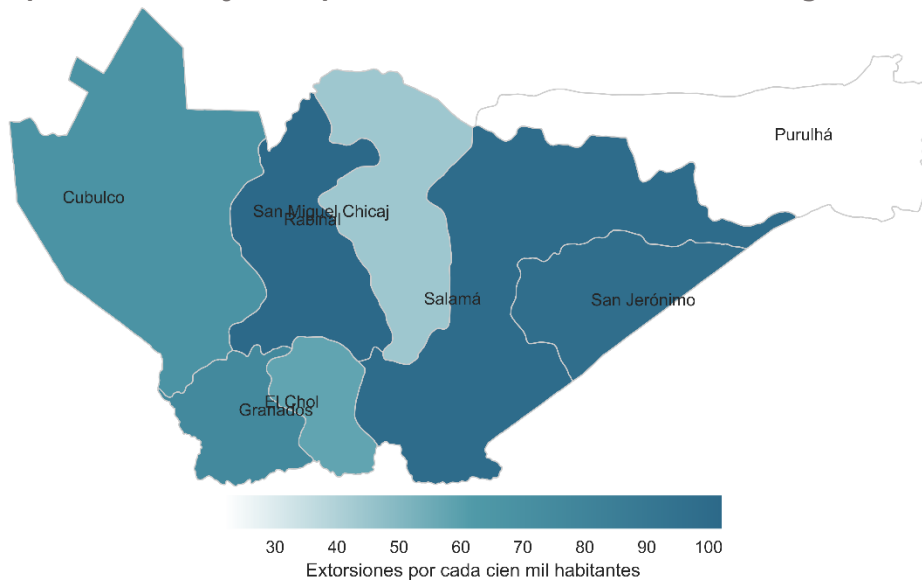 Purulhá
Cubulco
San Miguel Chicaj
Rabinal
Salamá
San Jerónimo
El Chol
Granados
30 40 50 60 70 80 90 100
Extorsiones por cada cien mil habitantes